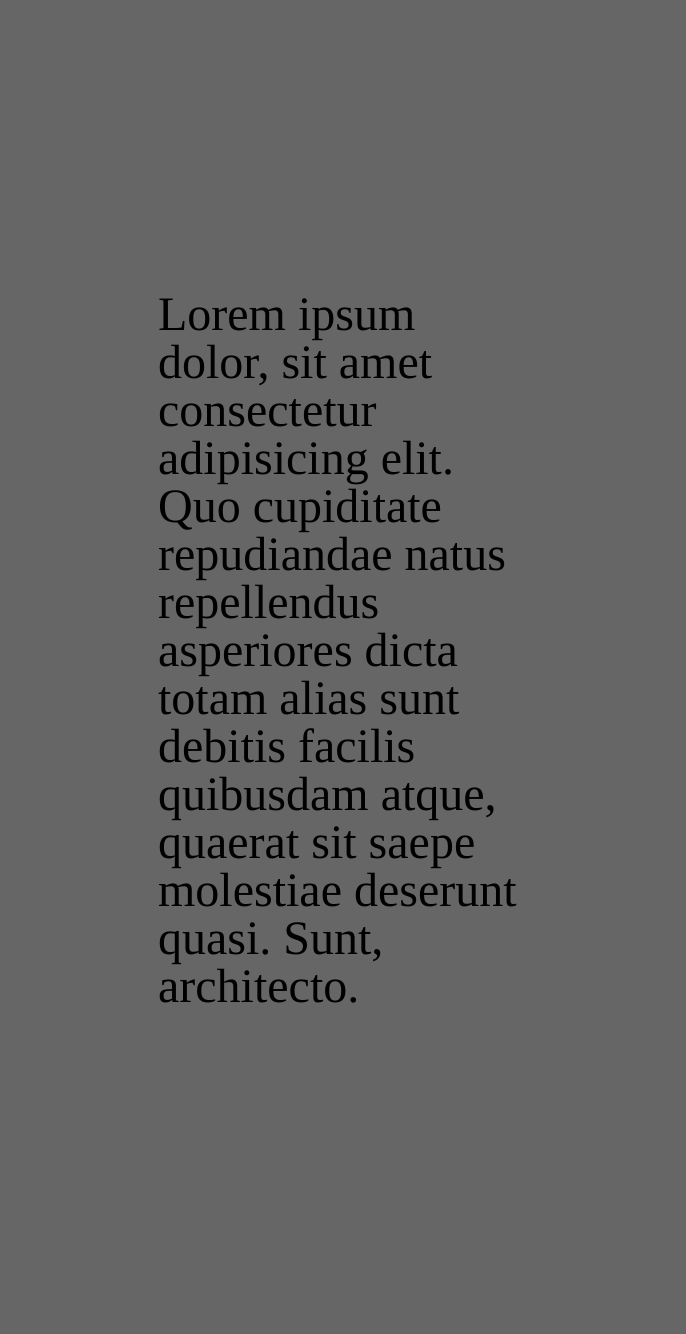 Lorem ipsum
dolor, sit amet
consectetur
adipisicing elit.
Quo cupiditate
repudiandae natus
repellendus
asperiores dicta
totam alias sunt
debitis facilis
quibusdam atque,
quaerat sit saepe
molestiae deserunt
quasi. Sunt,
architecto.